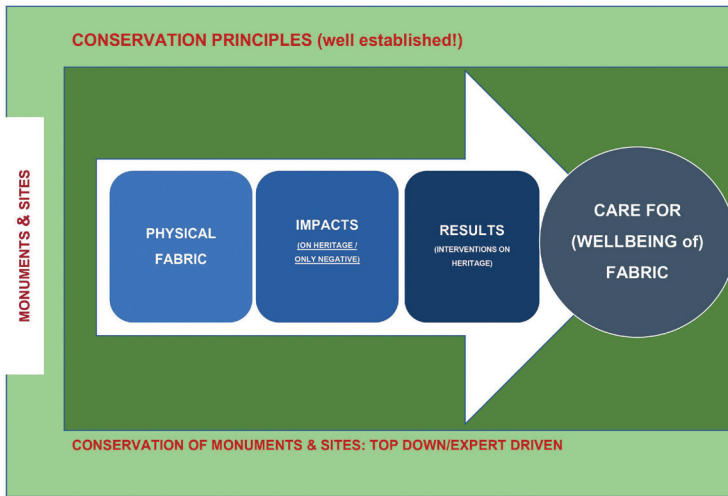 CONSERVATION PRINCIPLES (well established!)
MONUMENTS & SITES
PHYSICAL
FABRIC
IMPACTS
(ON HERITAGE /
ONLY NEGATIVE)
RESULTS
(INTERVENTIONS ON
HERITAGE)
CARE FOR
(WELLBEING of)
FABRIC
CONSERVATION OF MONUMENTS & SITES: TOP DOWN/EXPERT DRIVEN